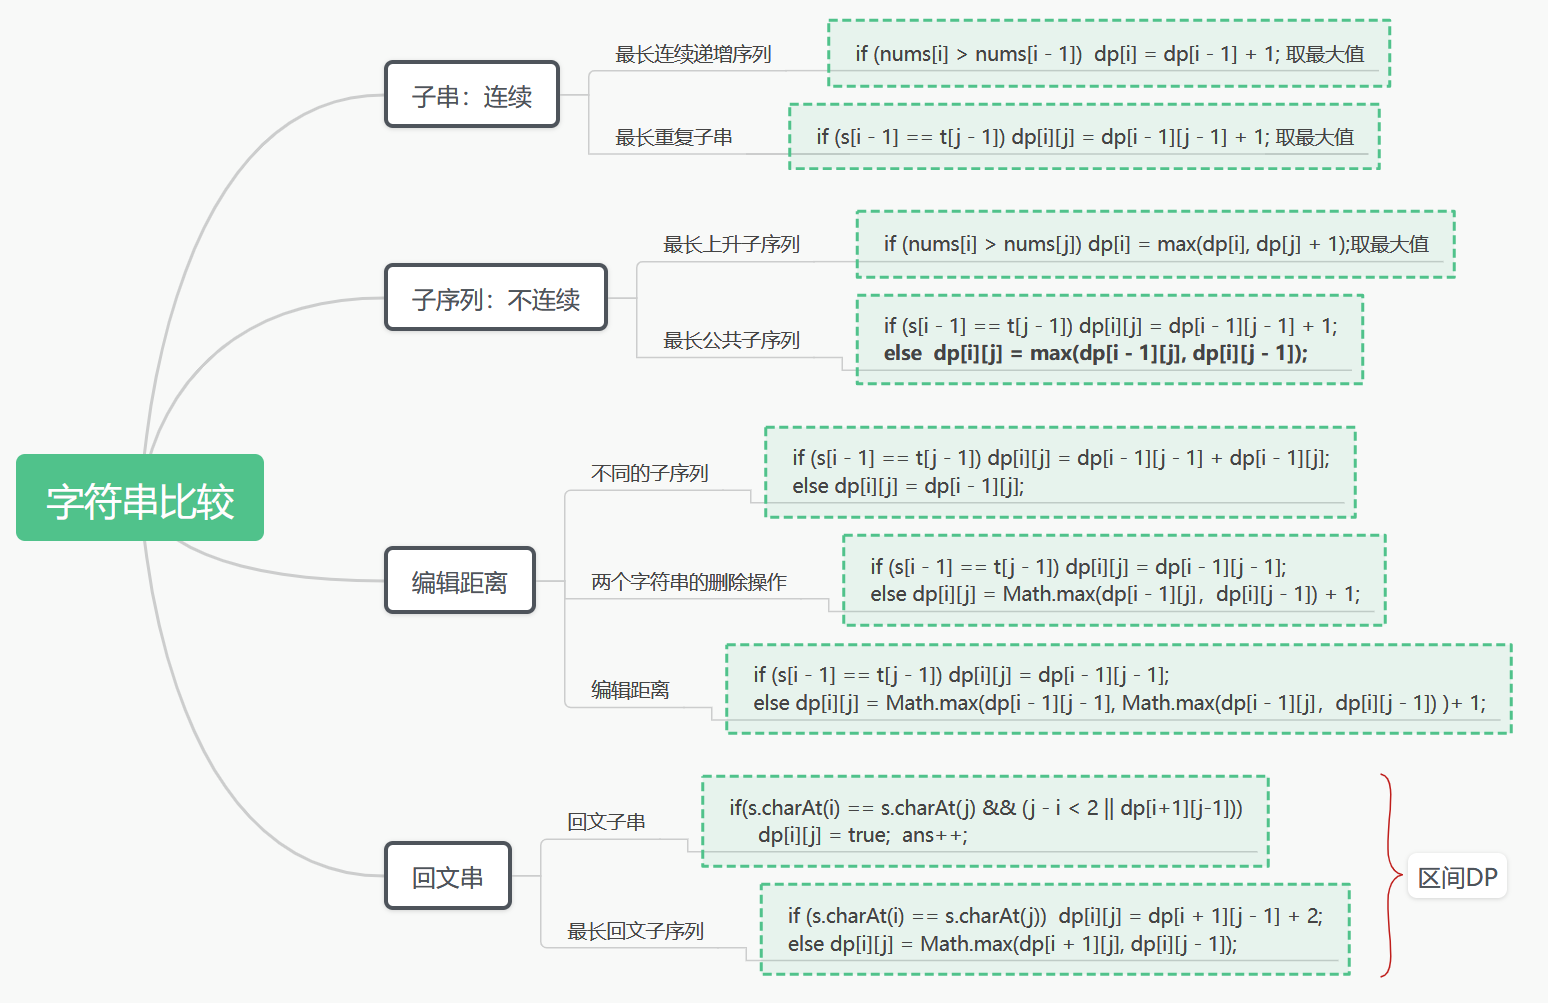 字符串比较
子串：连续
最长连续递增序列
if (nums[i] > nums[i - 1])  dp[i] = dp[i - 1] + 1; 取最大值
最长重复子串
if (s[i - 1] == t[j - 1]) dp[i][j] = dp[i - 1][j - 1] + 1; 取最大值
子序列：不连续
最长上升子序列
if (nums[i] > nums[j]) dp[i] = max(dp[i], dp[j] + 1);取最大值
最长公共子序列
if (s[i - 1] == t[j - 1]) dp[i][j] = dp[i - 1][j - 1] + 1;
else  dp[i][j] = max(dp[i - 1][j], dp[i][j - 1]);
编辑距离
不同的子序列
if (s[i - 1] == t[j - 1]) dp[i][j] = dp[i - 1][j - 1] + dp[i - 1][j];
else dp[i][j] = dp[i - 1][j];
两个字符串的删除操作
if (s[i - 1] == t[j - 1]) dp[i][j] = dp[i - 1][j - 1];
else dp[i][j] = Math.max(dp[i - 1][j]，dp[i][j - 1]) + 1;
编辑距离
if (s[i - 1] == t[j - 1]) dp[i][j] = dp[i - 1][j - 1];
else dp[i][j] = Math.max(dp[i - 1][j - 1], Math.max(dp[i - 1][j]，dp[i][j - 1]) )+ 1;
回文串
回文子串
if(s.charAt(i) == s.charAt(j) && (j - i < 2 || dp[i+1][j-1]))
dp[i][j] = true;  ans++;
最长回文子序列
if (s.charAt(i) == s.charAt(j))  dp[i][j] = dp[i + 1][j - 1] + 2;
else dp[i][j] = Math.max(dp[i + 1][j], dp[i][j - 1]);
区间DP